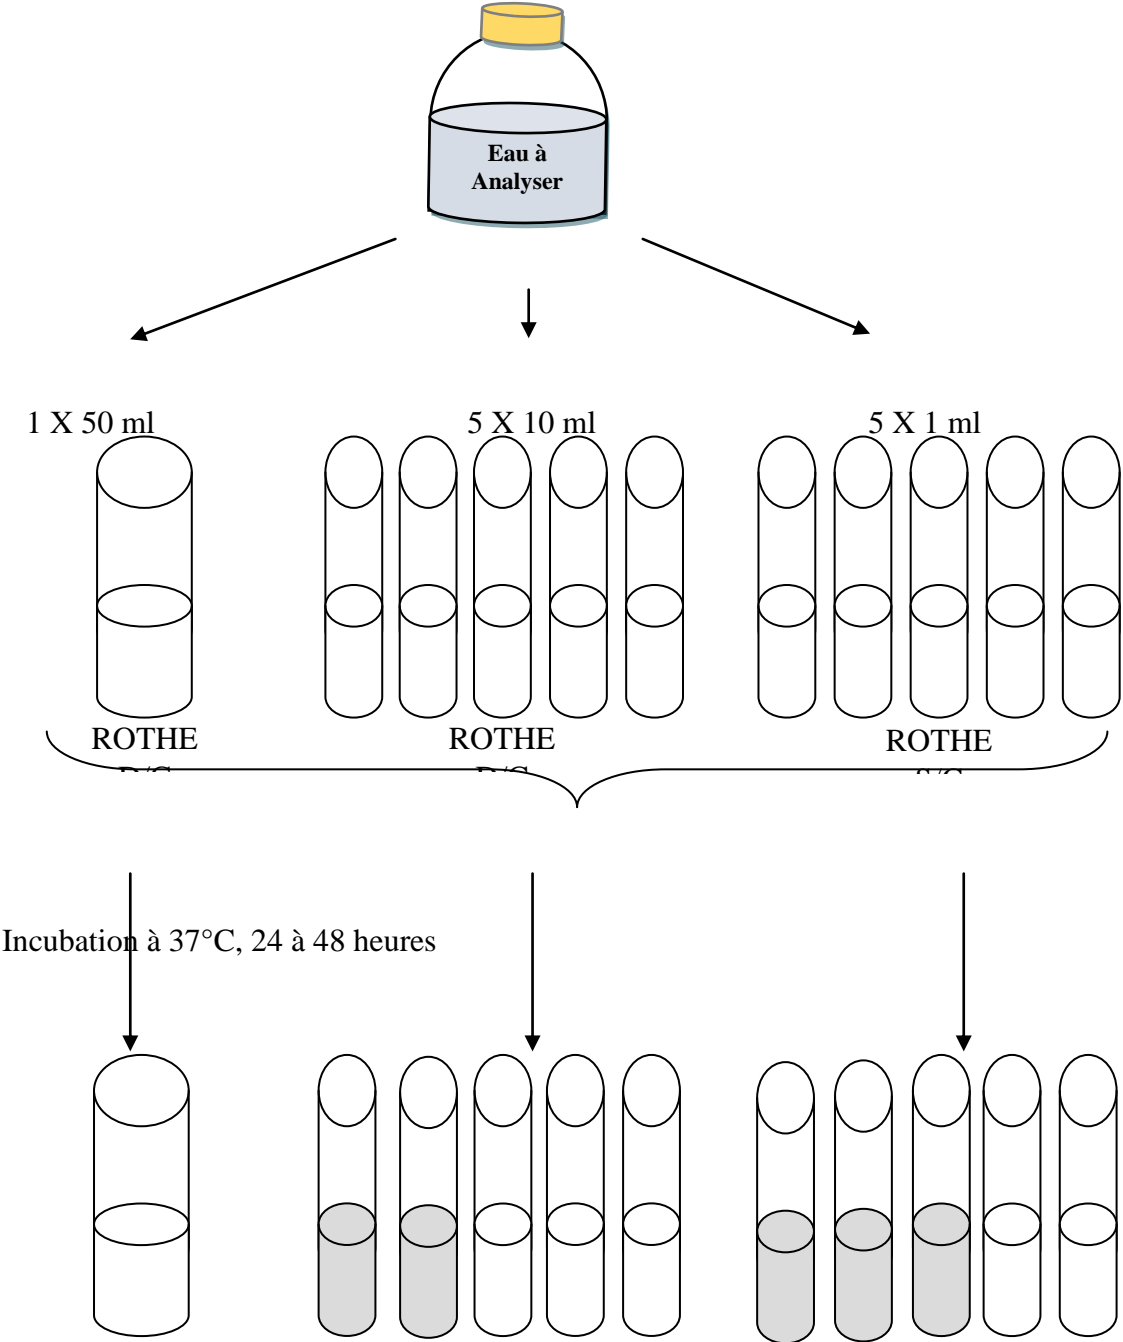 Eau à
Analyser
1 X 50 ml
5 X 10 ml
5 X 1 ml
ROTHE
ROTHE
ROTHE
Incubation à 37°C, 24 à 48 heures